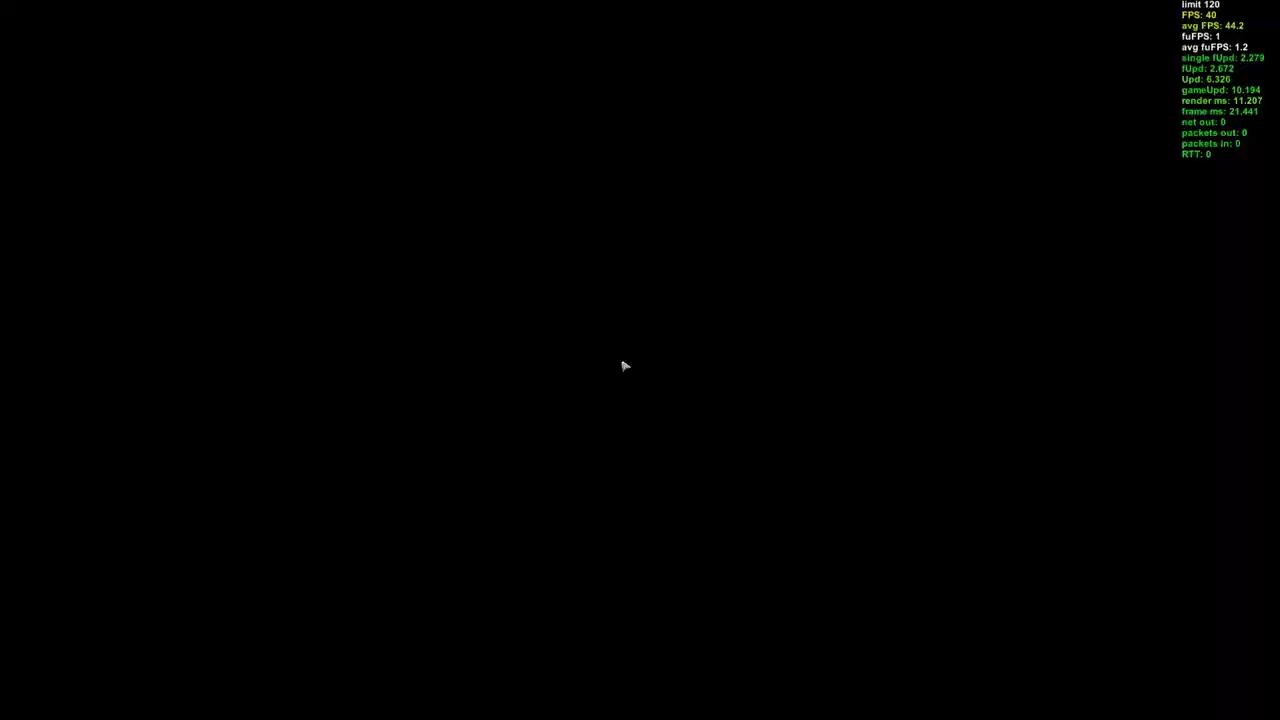 limit 120
FPS: 40
avg FPS: 44.2
fuFPS: 1
avg fuFPS: 1.2
single fUpd: 2.279
fUpd: 2.672
Upd: 6.326
gameUpd: 10.194
render ms: 11.207
frame ms: 21.441
net out: 0
packets out: 0
packets in: 0
RTT: 0